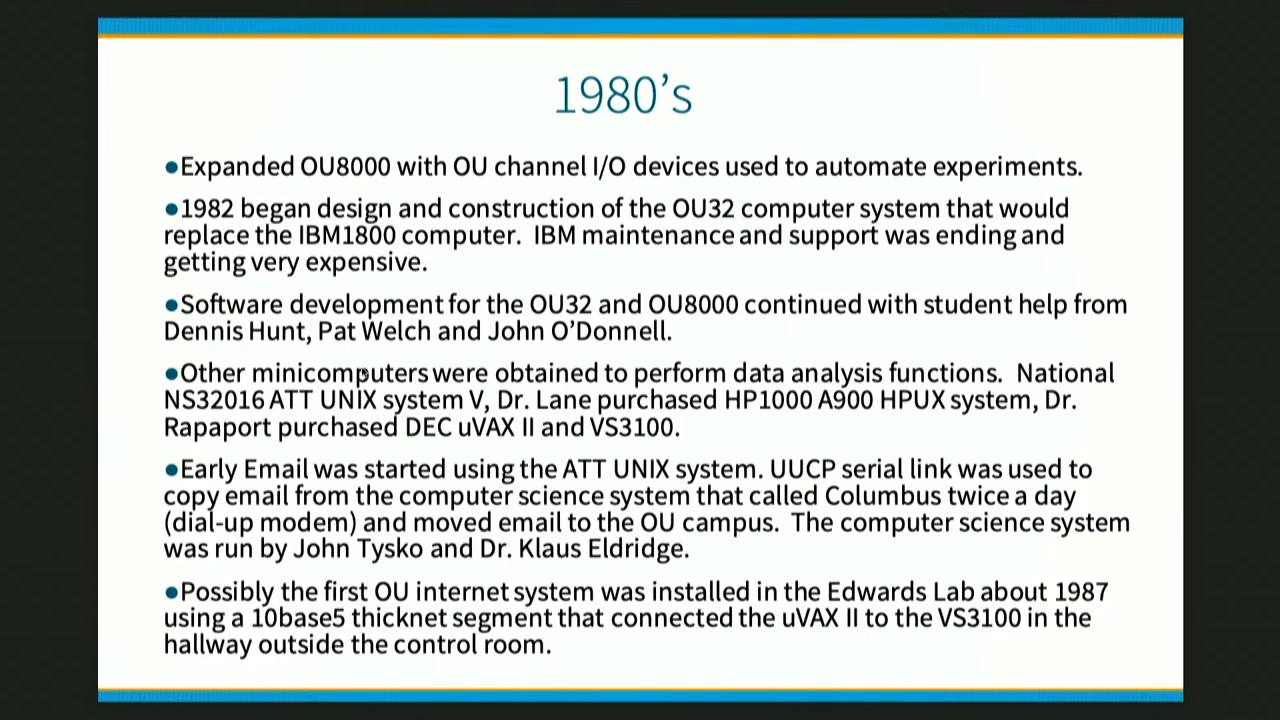 1980's
●Expanded OU8000 with OU channel I/O devices used to automate experiments.
●1982 began design and construction of the OU32 computer system that would
replace the IBM1800 computer.  IBM maintenance and support was ending and
getting very expensive.
●Software development for the OU32 and OU8000 continued with student help from
Dennis Hunt, Pat Welch and John O'Donnell.
●Other minicomputers were obtained to perform data analysis functions.  National
NS32016 ATT UNIX system V, Dr. Lane purchased HP1000 A900 HPUX system, Dr.
Rapaport purchased DEC uVAX II and VS3100.
●Early Email was started using the ATT UNIX system. UUCP serial link was used to
copy email from the computer science system that called Columbus twice a day
(dial-up modem) and moved email to the OU campus.  The computer science system
was run by John Tysko and Dr. Klaus Eldridge.
●Possibly the first OU internet system was installed in the Edwards Lab about 1987
using a 10base5 thicknet segment that connected the uVAX II to the VS3100 in the
hallway outside the control room.